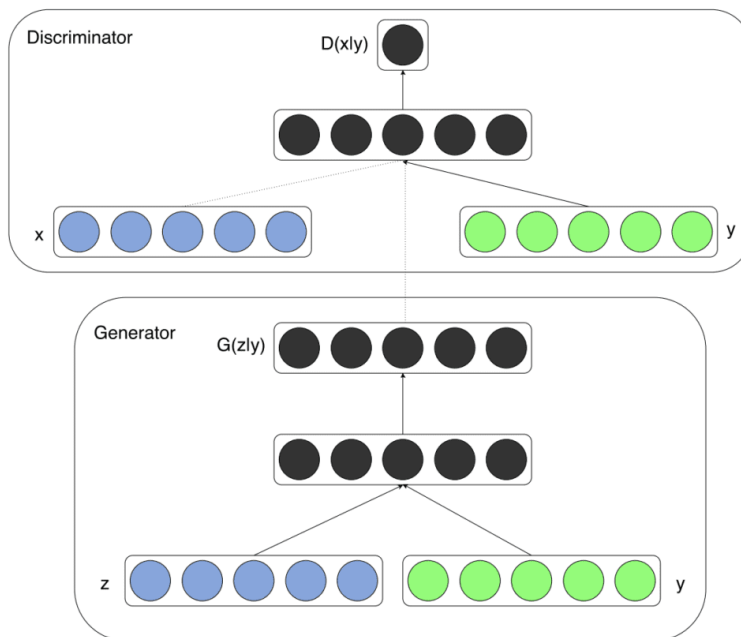 Discriminator
D(x|y)
x
y
Generator
G(z|y)
z
y